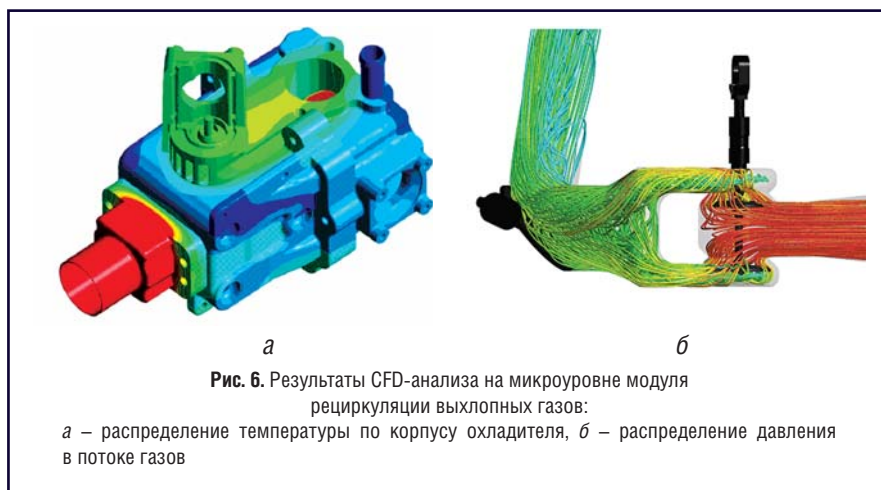 а
б
Рис. 6. Результаты CFD-анализа на микроуровне модуля
рециркуляции выхлопных газов:
а – распределение температуры по корпусу охладителя, б – распределение давления
в потоке газов